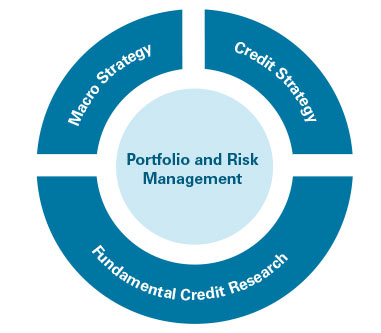 Macro Strategy
Credit Strategy
Portfolio and Risk
Management
Fundamental Credit Research